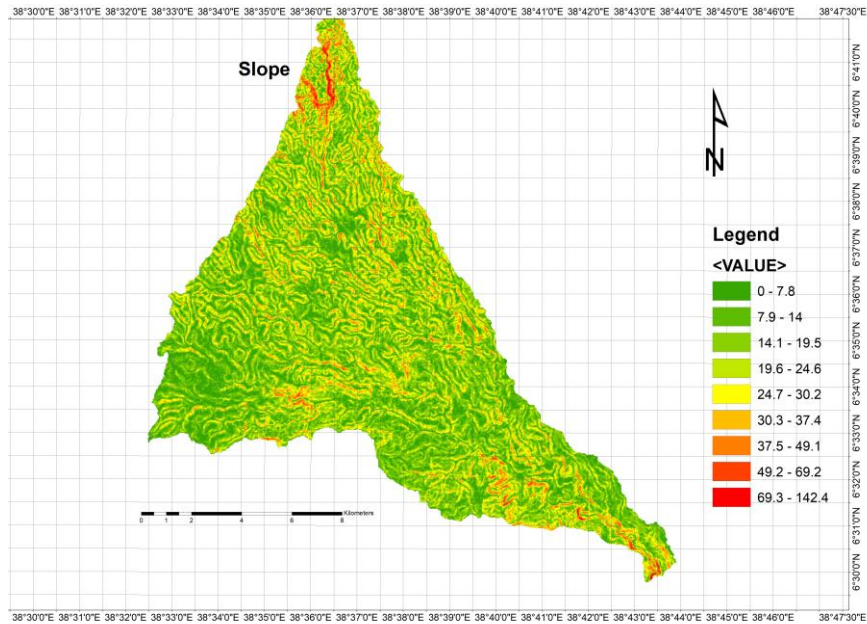 38°30'0"E 38°31'0"E 38°32'0"E 38°33'0"E 38°34'0"E 38°35'0"E 38°36'0"E 38°37'0"E 38°38'0"E 38°39'0"E 38°40'0"E 38°41'0"E 38°42'0"E 38°43'0"E 38°44'0"E 38°45'0"E 38°46'0"E 38°47'30"E
Slope
N
6°41'0"N
6°40'0"N
6°39'0"N
6°38'0"N
6°37'0"N
6°36'0"N
6°35'0"N
6°34'0"N
6°33'0"N
6°32'0"N
6°31'0"N
6°30'0"N
Legend
<VALUE>
0 - 7.8
7.9 - 14
14.1 - 19.5
19.6 - 24.6
24.7 - 30.2
30.3 - 37.4
37.5 - 49.1
49.2 - 69.2
69.3 - 142.4
Kilometers
0 1 2 4 6 8
38°30'0"E 38°31'0"E 38°32'0"E 38°33'0"E 38°34'0"E 38°35'0"E 38°36'0"E 38°37'0"E 38°38'0"E 38°39'0"E 38°40'0"E 38°41'0"E 38°42'0"E 38°43'0"E 38°44'0"E 38°45'0"E 38°46'0"E 38°47'30"E